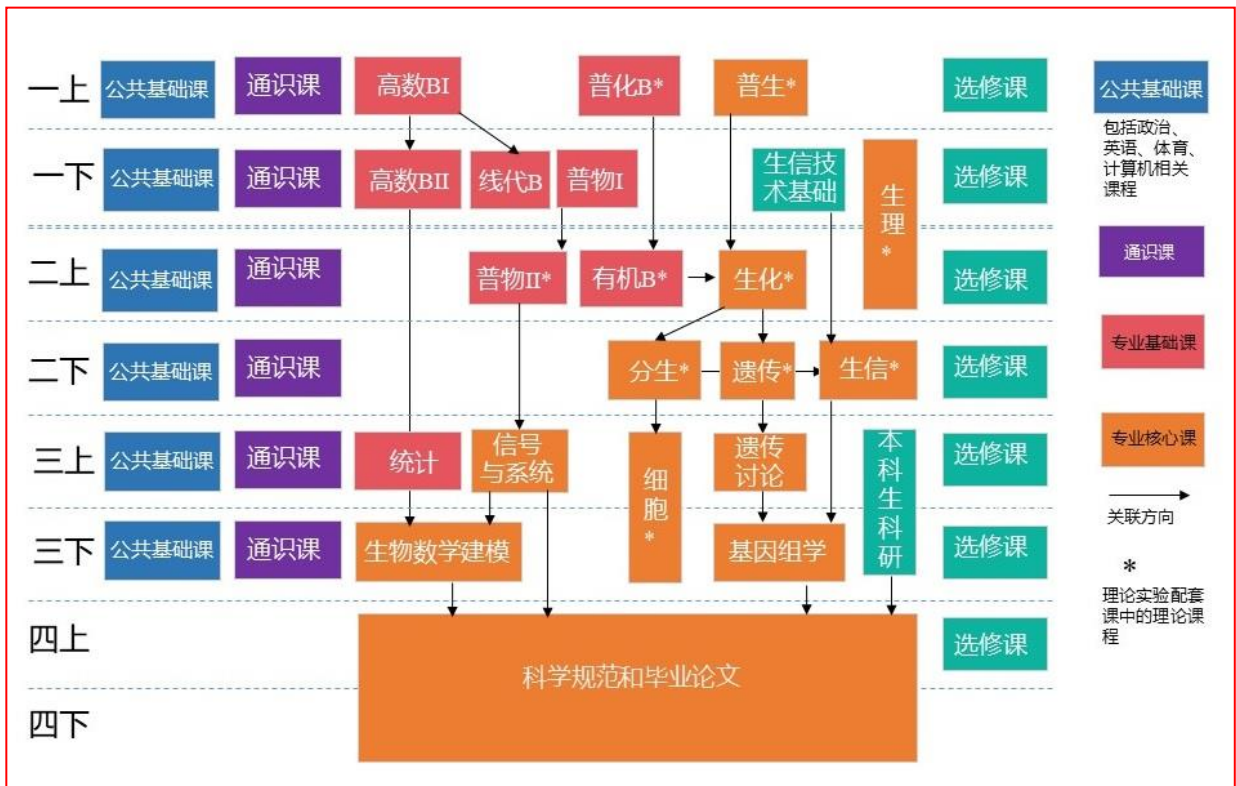 一上
公共基础课
通识课
高数BI
普化B*
普生*
选修课
一下
公共基础课
通识课
高数BII
线代B
普物I
生信技
术基础
生理*
选修课
二上
公共基础课
通识课
普物II*
有机B*
生化*
选修课
二下
公共基础课
通识课
分生*
遗传*
生信*
选修课
三上
公共基础课
通识课
统计
信号
与系统
细胞*
遗传
讨论
本科生科研
选修课
三下
公共基础课
通识课
生物数学建模
基因组学
选修课
四上
科学规范和毕业论文
选修课
四下
公共基础课
包括政治、
英语、体育、
计算机相关
课程
通识课
专业基础课
专业核心课
关联方向
*
理论实验配套
课中的理论课
程